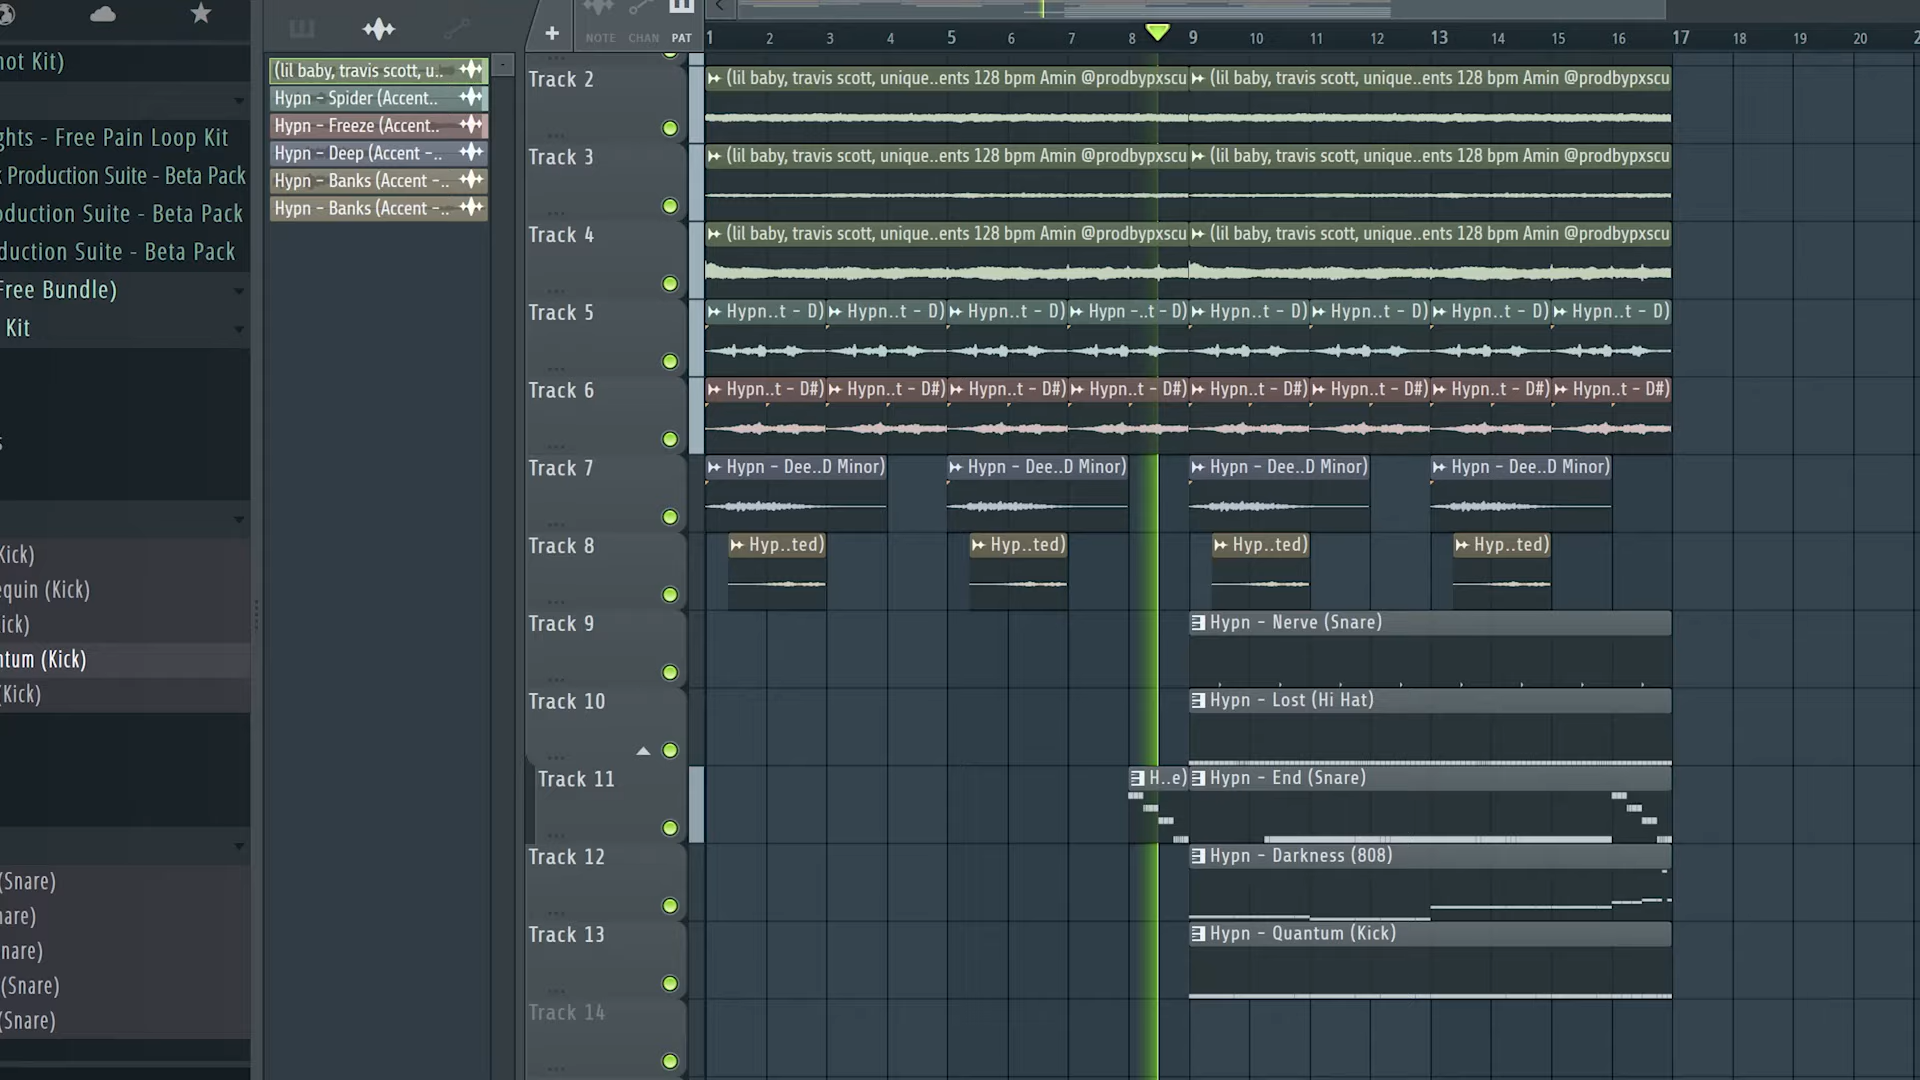 NOTE CHAN PAT
1 2 3 4 5 6 7 8 9 10 11 12 13 14 15 16 17 18 19 20 2
not Kit)
ghts - Free Pain Loop Kit
k Production Suite - Beta Pack
oduction Suite - Beta Pack
duction Suite - Beta Pack
Free Bundle)
Kit
s
Kick)
equin (Kick)
ick)
ntum (Kick)
(Kick)
(Snare)
nare)
nare)
(Snare)
(Snare)
(lil baby, travis scott, u..
Hypn - Spider (Accent..
Hypn - Freeze (Accent..
Hypn - Deep (Accent -..
Hypn - Banks (Accent -..
Hypn - Banks (Accent -..
Track 2
(lil baby, travis scott, unique..ents 128 bpm Amin @prodbypxscu (lil baby, travis scott, unique..ents 128 bpm Amin @prodbypxscu
Track 3
(lil baby, travis scott, unique..ents 128 bpm Amin @prodbypxscu (lil baby, travis scott, unique..ents 128 bpm Amin @prodbypxscu
Track 4
(lil baby, travis scott, unique..ents 128 bpm Amin @prodbypxscu (lil baby, travis scott, unique..ents 128 bpm Amin @prodbypxscu
Track 5
Hypn..t - D) Hypn..t - D) Hypn..t - D) Hypn -..t - D) Hypn..t - D) Hypn..t - D) Hypn..t - D) Hypn..t - D)
Track 6
Hypn..t - D#) Hypn..t - D#) Hypn..t - D#) Hypn..t - D#) Hypn..t - D#) Hypn..t - D#) Hypn..t - D#) Hypn..t - D#)
Track 7
Hypn - Dee..D Minor) Hypn - Dee..D Minor) Hypn - Dee..D Minor) Hypn - Dee..D Minor)
Track 8
Hyp..ted) Hyp..ted) Hyp..ted) Hyp..ted)
Track 9
Hypn - Nerve (Snare)
Track 10
Hypn - Lost (Hi Hat)
Track 11
H..e) Hypn - End (Snare)
Track 12
Hypn - Darkness (808)
Track 13
Hypn - Quantum (Kick)
Track 14